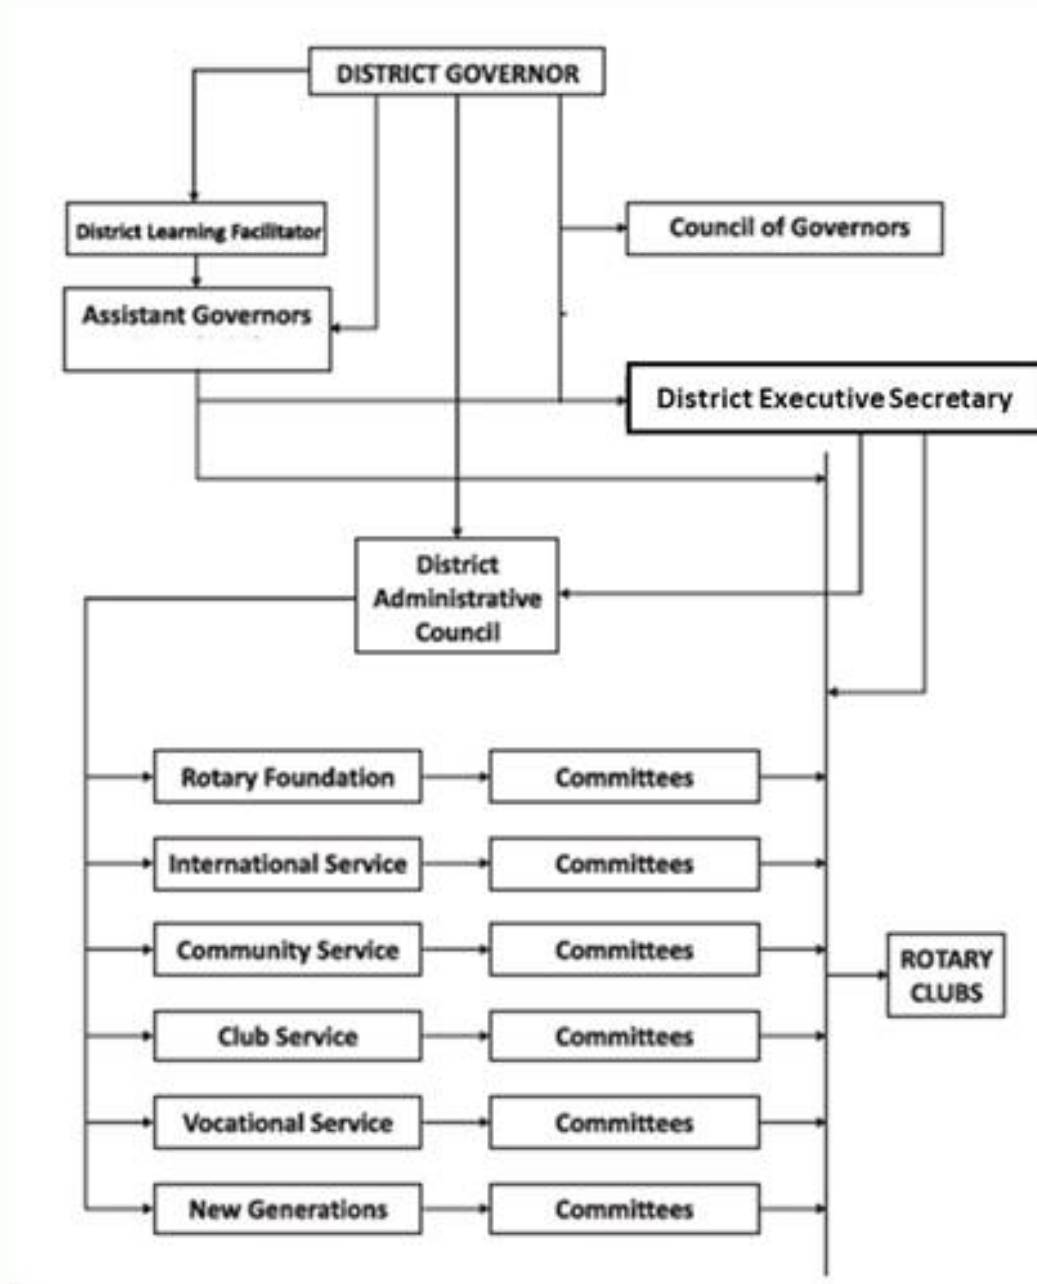 DISTRICT GOVERNOR
District Learning Facilitator
Council of Governors
Assistant Governors
District Executive Secretary
District
Administrative
Council
Rotary Foundation
Committees
International Service
Committees
Community Service
Committees
ROTARY
CLUBS
Club Service
Committees
Vocational Service
Committees
New Generations
Committees